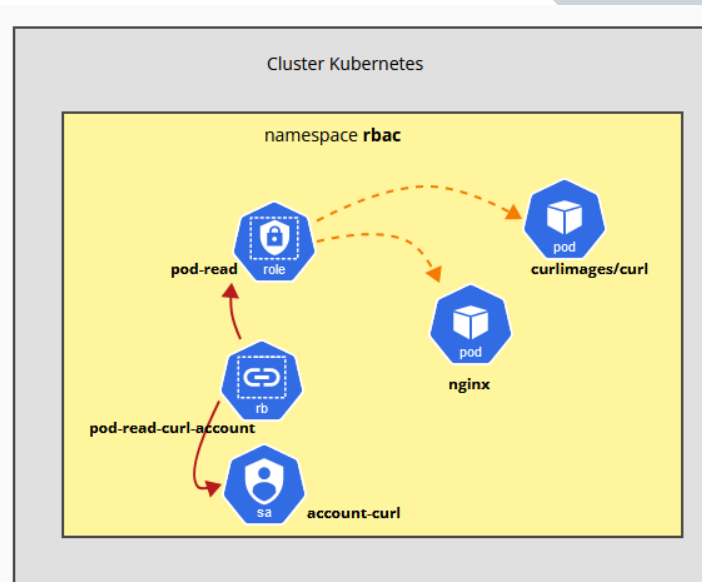 Cluster Kubernetes
namespace rbac
role
pod-read
pod
curlimages/curl
pod
nginx
rb
pod-read-curl-account
sa
account-curl